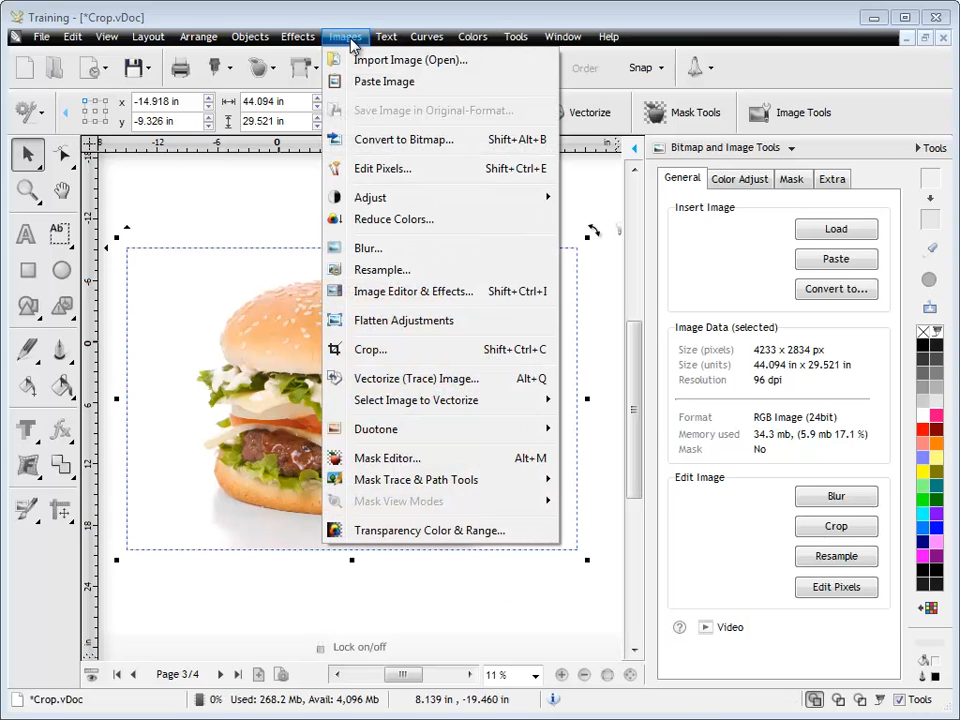 Training - [*Crop.vDoc]
File Edit View Layout Arrange Objects Effects Images Text Curves Colors Tools Window Help
Order Snap
x -14.918 in 44.094 in
y -9.326 in 29.521 in
Vectorize Mask Tools Image Tools
Import Image (Open)...
Paste Image
Save Image in Original-Format...
Convert to Bitmap... Shift+Alt+B
Edit Pixels... Shift+Ctrl+E
Adjust
Reduce Colors...
Blur...
Resample...
Image Editor & Effects... Shift+Ctrl+I
Flatten Adjustments
Crop... Shift+Ctrl+C
Vectorize (Trace) Image... Alt+Q
Select Image to Vectorize
Duotone
Mask Editor... Alt+M
Mask Trace & Path Tools
Mask View Modes
Transparency Color & Range...
Bitmap and Image Tools Tools
General Color Adjust Mask Extra
Insert Image
Load
Paste
Convert to...
Image Data (selected)
Size (pixels) 4233 x 2834 px
Size (units) 44.094 in x 29.521 in
Resolution 96 dpi
Format RGB Image (24bit)
Memory used 34.3 mb, (5.9 mb 17.1 %)
Mask No
Edit Image
Blur
Crop
Resample
Edit Pixels
Video
Lock on/off
Page 3/4 11 %
*Crop.vDoc 0% Used: 268.2 Mb, Avail: 4,096 Mb 8.139 in , -19.460 in Tools